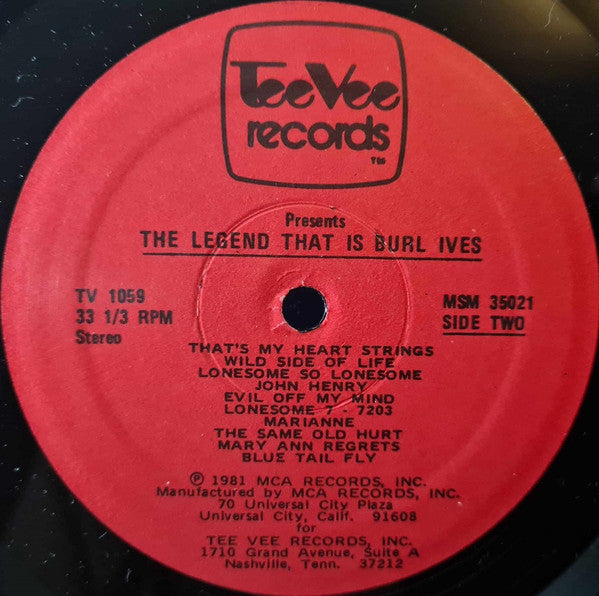 TeeVee
records
TM
Presents
THE LEGEND THAT IS BURL IVES
TV 1059
33 1/3 RPM
Stereo
MSM 35021
SIDE TWO
THAT'S MY HEART STRINGS
WILD SIDE OF LIFE
LONESOME SO LONESOME
JOHN HENRY
EVIL OFF MY MIND
LONESOME 7 - 7203
MARIANNE
THE SAME OLD HURT
MARY ANN REGRETS
BLUE TAIL FLY
℗ 1981 MCA RECORDS, INC.
Manufactured by MCA RECORDS, INC.
70 Universal City Plaza
Universal City, Calif. 91608
for
TEE VEE RECORDS, INC.
1710 Grand Avenue, Suite A
Nashville, Tenn. 37212